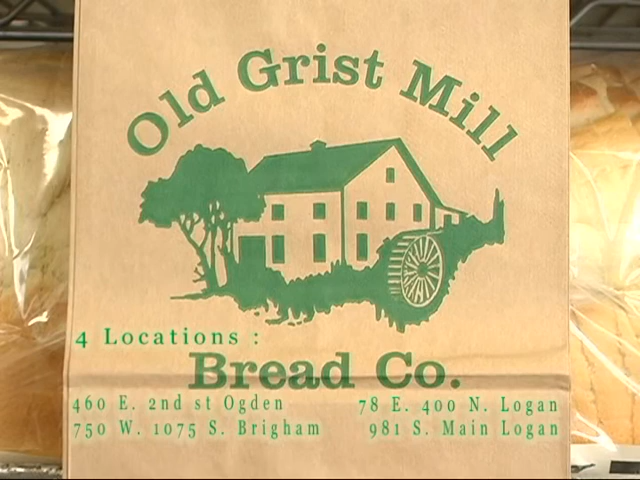 Old Grist Mill
4 Locations :
Bread Co.
460 E. 2nd st Ogden
78 E. 400 N. Logan
750 W. 1075 S. Brigham
981 S. Main Logan